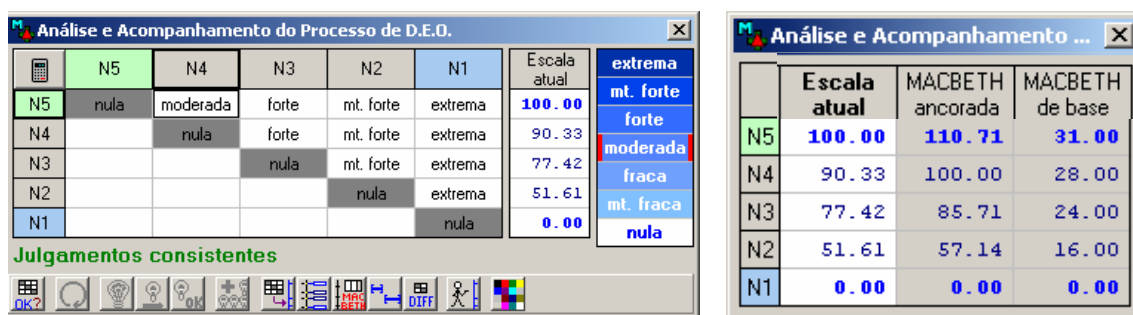 Análise e Acompanhamento do Processo de D.E.O.
N5 N4 N3 N2 N1 Escala atual
N5 nula moderada forte mt. forte extrema 100.00
N4 nula forte mt. forte extrema 90.33
N3 nula mt. forte extrema 77.42
N2 nula extrema 51.61
N1 nula 0.00
extrema
mt. forte
forte
moderada
fraca
mt. fraca
nula
Julgamentos consistentes
OK? OK MAC BETH DIFF
Análise e Acompanhamento ...
Escala atual MACBETH ancorada MACBETH de base
N5 100.00 110.71 31.00
N4 90.33 100.00 28.00
N3 77.42 85.71 24.00
N2 51.61 57.14 16.00
N1 0.00 0.00 0.00